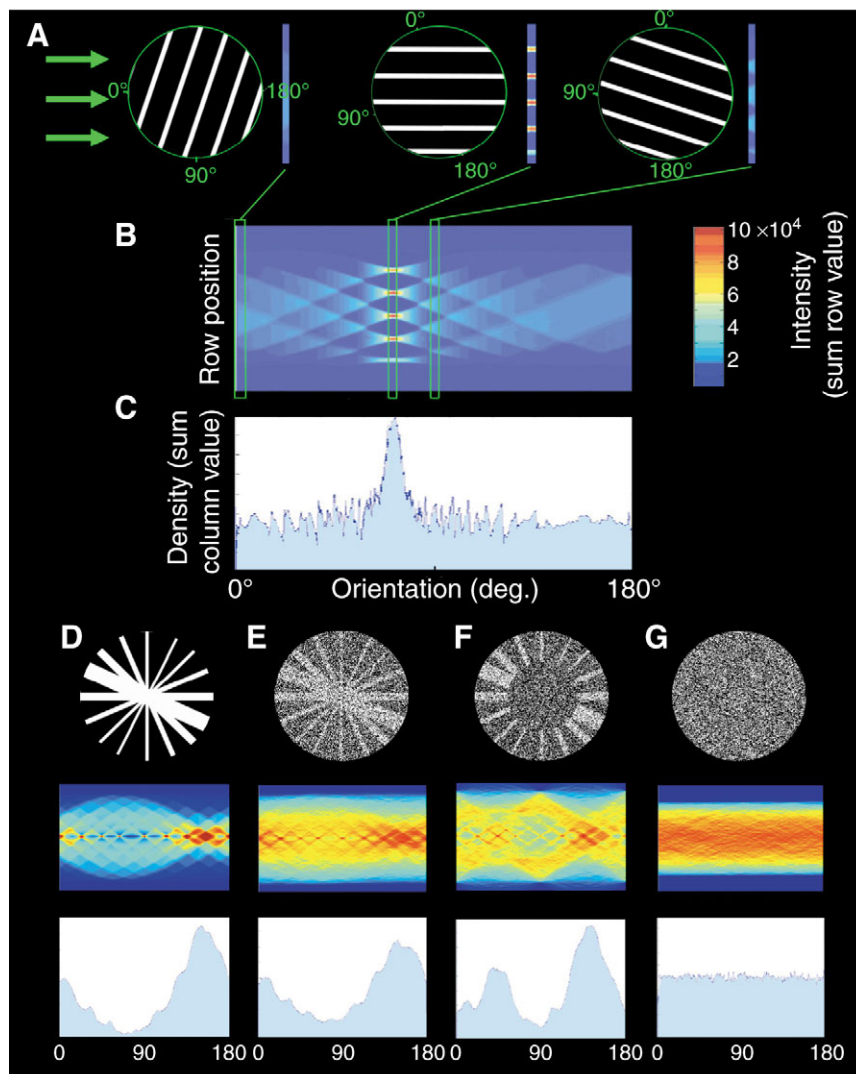 A
0°
180°
90°
0°
90°
180°
0°
90°
180°
B
Row position
10 ×10⁴
8
6
4
2
Intensity
(sum row value)
C
Density (sum
column value)
0°
Orientation (deg.)
180°
D
E
F
G
0
90
180
0
90
180
0
90
180
0
90
180